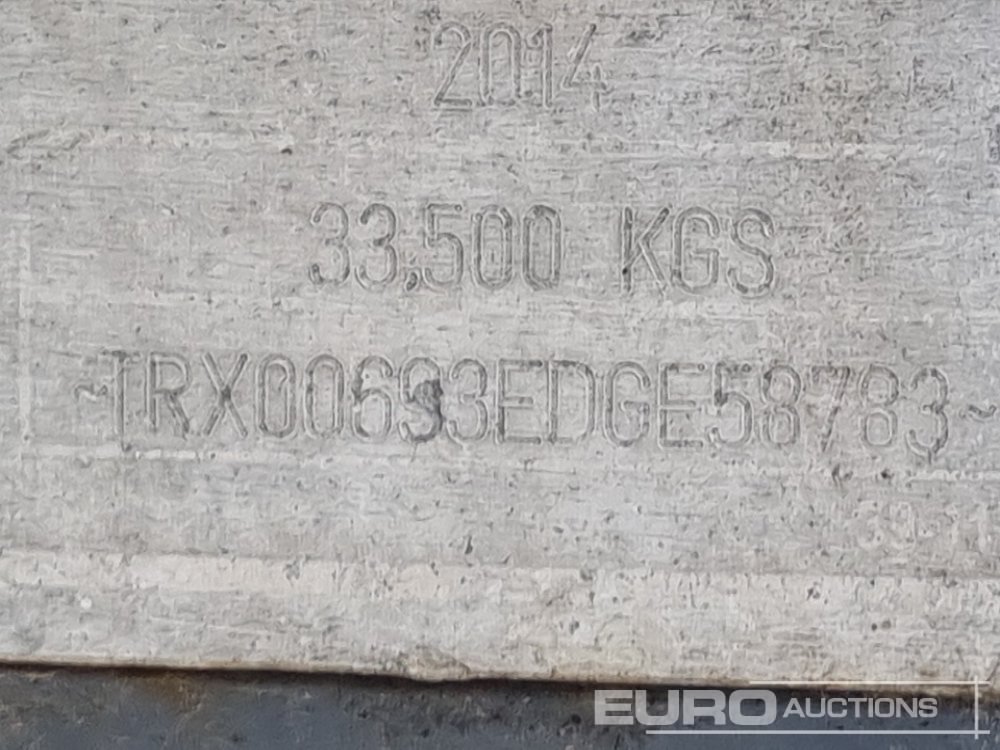 2014
33,500 KGS
~TRX00693EDGE58783~
EURO AUCTIONS